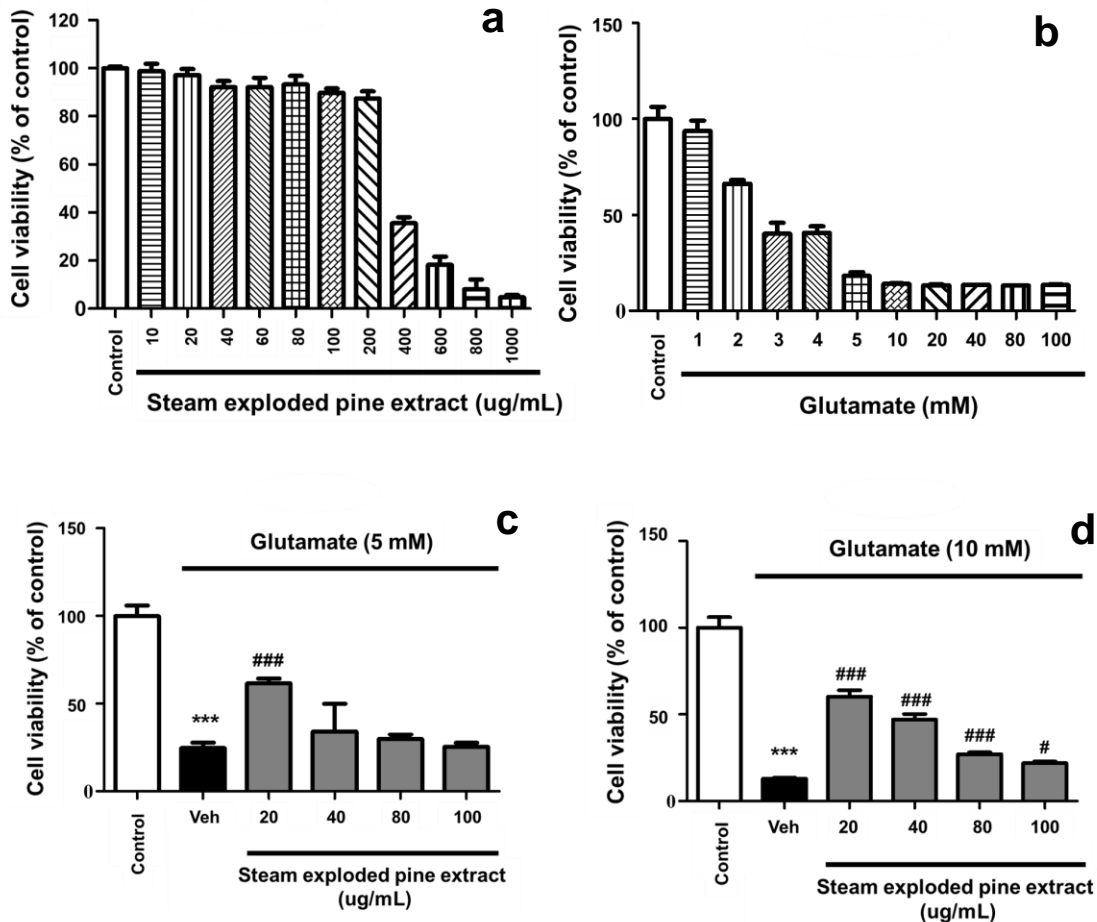 a
Cell viability (% of control)
120
100
80
60
40
20
0
Control 10 20 40 60 80 100 200 400 600 800 1000
Steam exploded pine extract (ug/mL)
b
Cell viability (% of control)
150
100
50
0
Control 1 2 3 4 5 10 20 40 80 100
Glutamate (mM)
c
Cell viability (% of control)
150
100
50
0
Glutamate (5 mM)
***
###
Control Veh 20 40 80 100
Steam exploded pine extract
(ug/mL)
d
Cell viability (% of control)
150
100
50
0
Glutamate (10 mM)
***
###
###
###
#
Control Veh 20 40 80 100
Steam exploded pine extract
(ug/mL)